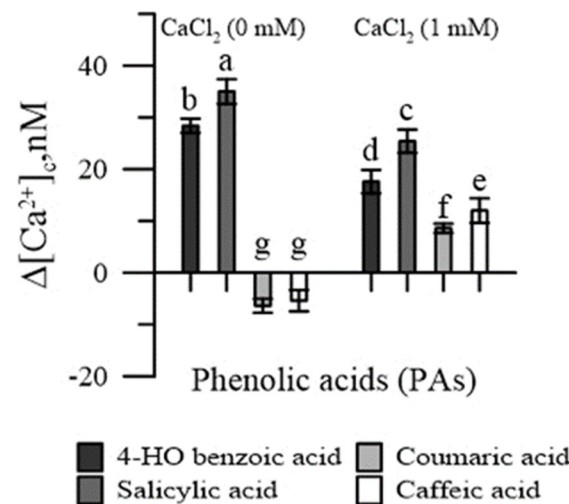 CaCl2 (0 mM) CaCl2 (1 mM)
40
20
0
-20
Δ[Ca2+]c,nM
b a g g d c f e
Phenolic acids (PAs)
4-HO benzoic acid Coumaric acid
Salicylic acid Caffeic acid